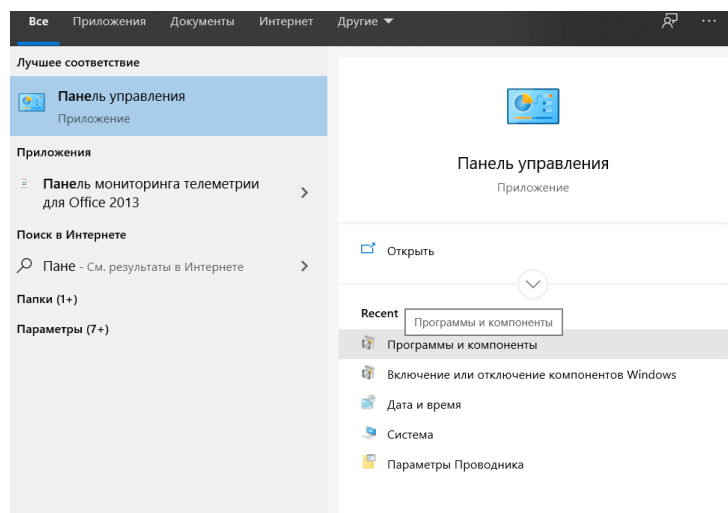 Все Приложения Документы Интернет Другие
Лучшее соответствие
Панель управления
Приложение
Приложения
Панель мониторинга телеметрии
для Office 2013
Поиск в Интернете
Пане - См. результаты в Интернете
Папки (1+)
Параметры (7+)
Панель управления
Приложение
Открыть
Recent
Программы и компоненты
Программы и компоненты
Включение или отключение компонентов Windows
Дата и время
Система
Параметры Проводника